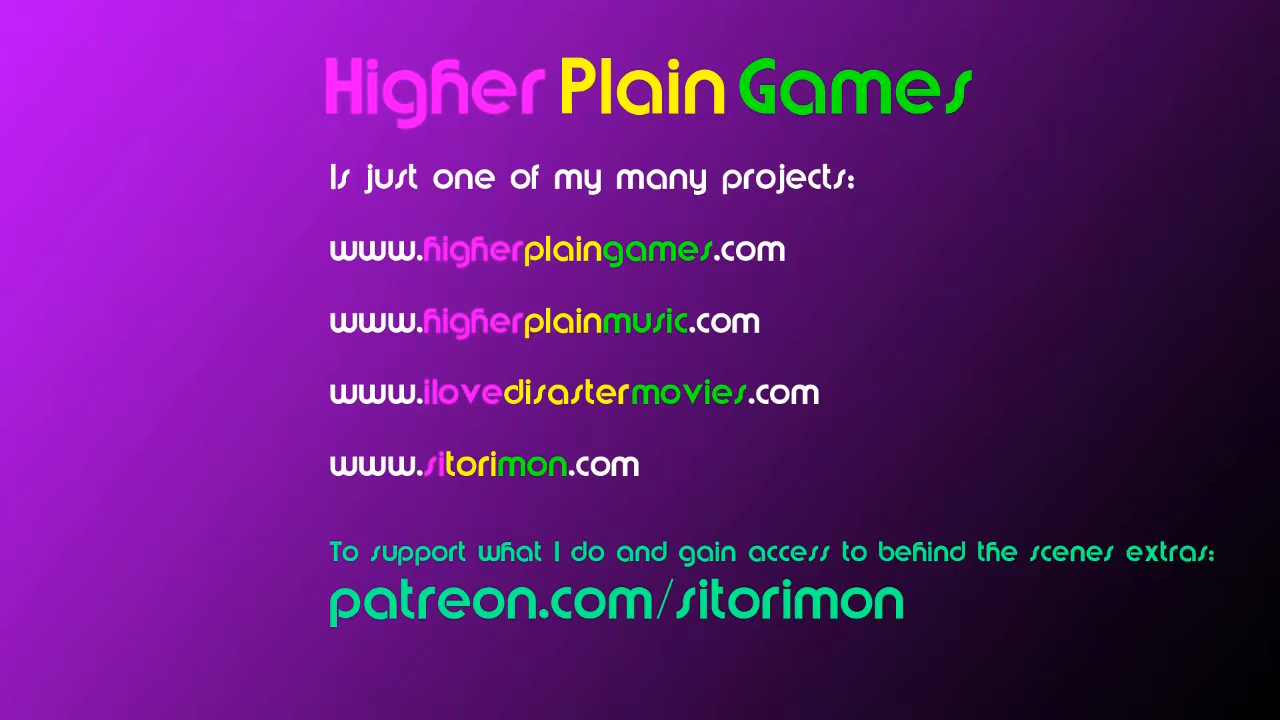 Higher Plain Games
Is just one of my many projects:
www.higherplaingames.com
www.higherplainmusic.com
www.ilovedisastermovies.com
www.sitorimon.com
To support what I do and gain access to behind the scenes extras:
patreon.com/sitorimon